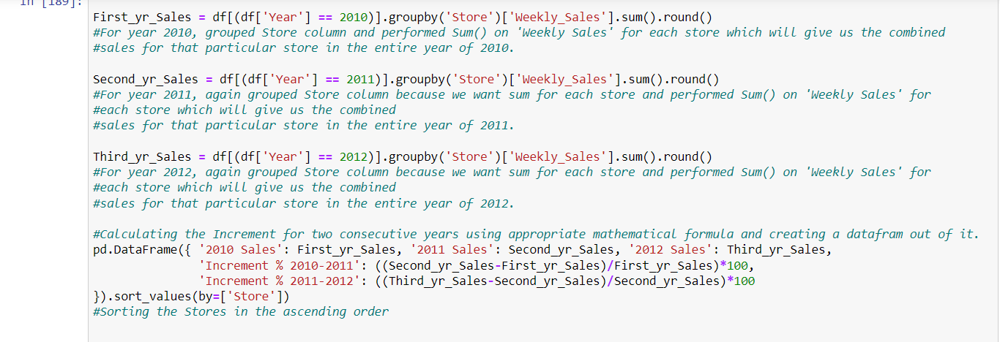 In [189]:
First_yr_Sales = df[(df['Year'] == 2010)].groupby('Store')['Weekly_Sales'].sum().round()
#For year 2010, grouped Store column and performed Sum() on 'Weekly Sales' for each store which will give us the combined
#sales for that particular store in the entire year of 2010.
Second_yr_Sales = df[(df['Year'] == 2011)].groupby('Store')['Weekly_Sales'].sum().round()
#For year 2011, again grouped Store column because we want sum for each store and performed Sum() on 'Weekly Sales' for
#each store which will give us the combined
#sales for that particular store in the entire year of 2011.
Third_yr_Sales = df[(df['Year'] == 2012)].groupby('Store')['Weekly_Sales'].sum().round()
#For year 2012, again grouped Store column because we want sum for each store and performed Sum() on 'Weekly Sales' for
#each store which will give us the combined
#sales for that particular store in the entire year of 2012.
#Calculating the Increment for two consecutive years using appropriate mathematical formula and creating a datafram out of it.
pd.DataFrame({ '2010 Sales': First_yr_Sales, '2011 Sales': Second_yr_Sales, '2012 Sales': Third_yr_Sales,
'Increment % 2010-2011': ((Second_yr_Sales-First_yr_Sales)/First_yr_Sales)*100,
'Increment % 2011-2012': ((Third_yr_Sales-Second_yr_Sales)/Second_yr_Sales)*100
}).sort_values(by=['Store'])
#Sorting the Stores in the ascending order